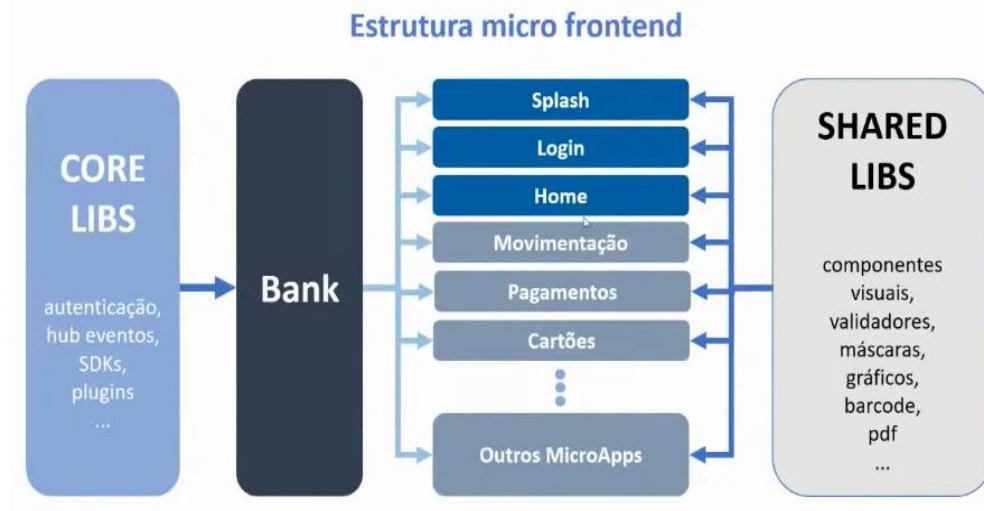 Estrutura micro frontend
CORE
LIBS
autenticação,
hub eventos,
SDKs,
plugins
...
Bank
Splash
Login
Home
Movimentação
Pagamentos
Cartões
Outros MicroApps
SHARED
LIBS
componentes
visuais,
validadores,
máscaras,
gráficos,
barcode,
pdf
...